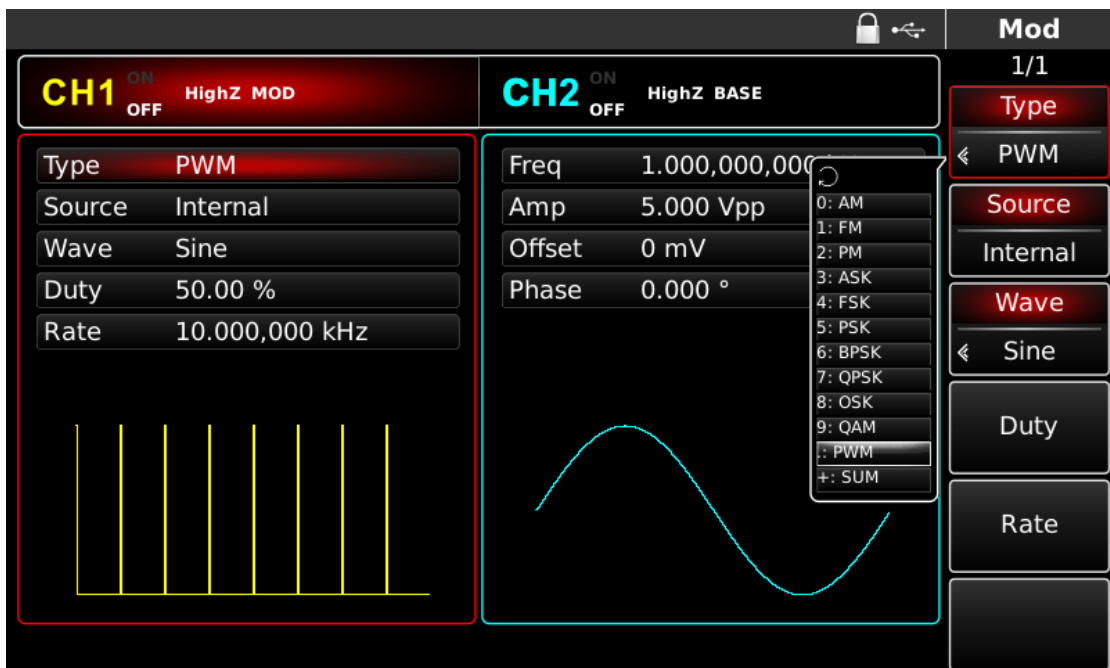 Mod
1/1
CH1 ON OFF HighZ MOD
CH2 ON OFF HighZ BASE
Type PWM
Source Internal
Wave Sine
Duty 50.00 %
Rate 10.000,000 kHz
Freq 1.000,000,000
Amp 5.000 Vpp
Offset 0 mV
Phase 0.000 °
0: AM
1: FM
2: PM
3: ASK
4: FSK
5: PSK
6: BPSK
7: QPSK
8: OSK
9: QAM
.: PWM
+: SUM
Type
PWM
Source
Internal
Wave
Sine
Duty
Rate